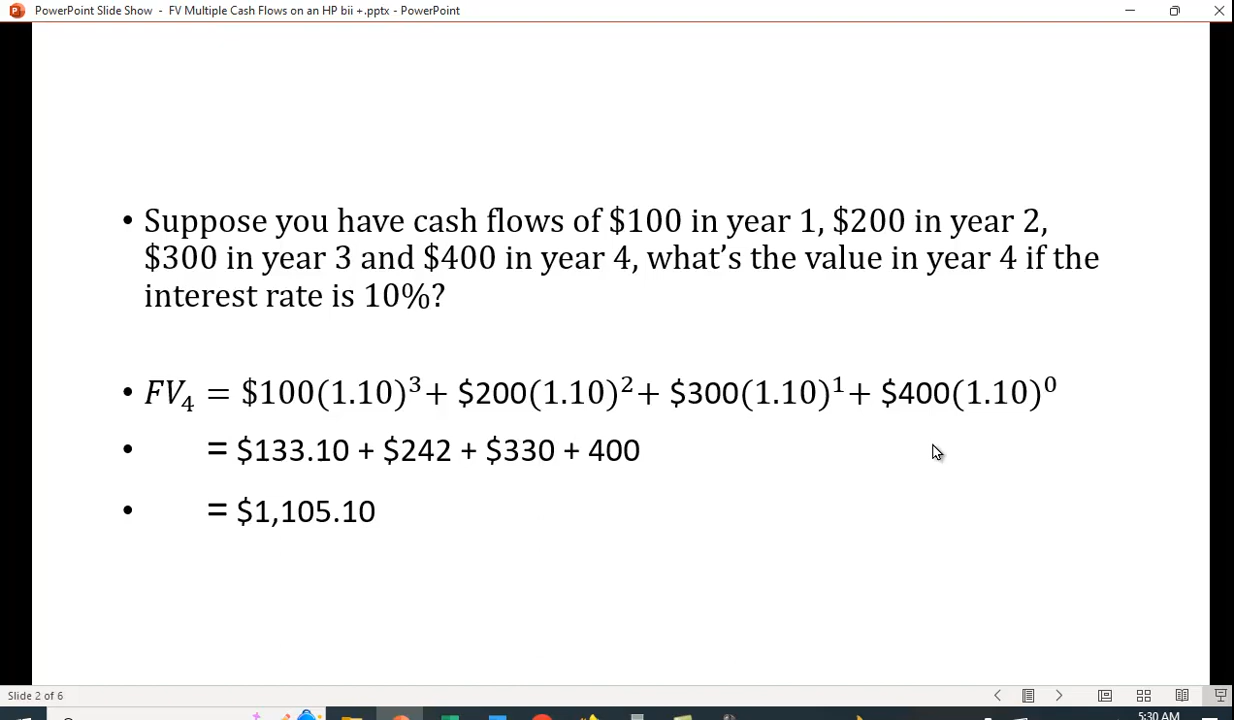 PowerPoint Slide Show - FV Multiple Cash Flows on an HP bii +.pptx - PowerPoint
• Suppose you have cash flows of $100 in year 1, $200 in year 2,
$300 in year 3 and $400 in year 4, what’s the value in year 4 if the
interest rate is 10%?
• FV₄ = $100(1.10)³+ $200(1.10)²+ $300(1.10)¹+ $400(1.10)⁰
• = $133.10 + $242 + $330 + 400
• = $1,105.10
Slide 2 of 6
5:30 AM